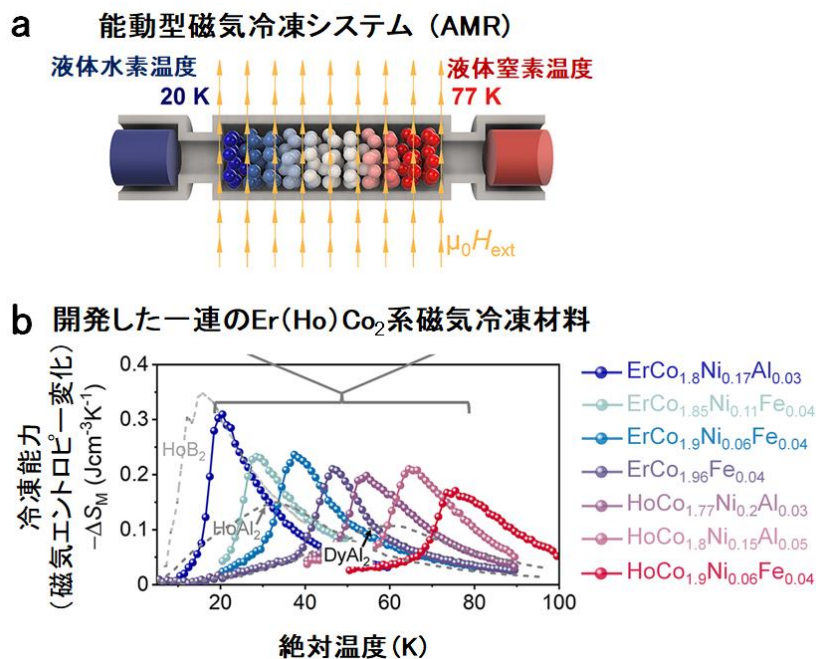 a 能動型磁気冷凍システム (AMR)
液体水素温度
20 K
液体窒素温度
77 K
μ₀Hₑₓₜ
b 開発した一連のEr(Ho)Co₂系磁気冷凍材料
冷凍能力
(磁気エントロピー変化)
−ΔS_M (Jcm⁻³K⁻¹)
0.4
0.3
0.2
0.1
0
HoB₂
HoAl₂
DyAl₂
20
40
60
80
100
絶対温度(K)
ErCo₁.₈Ni₀.₁₇Al₀.₀₃
ErCo₁.₈₅Ni₀.₁₁Fe₀.₀₄
ErCo₁.₉Ni₀.₀₆Fe₀.₀₄
ErCo₁.₉₆Fe₀.₀₄
HoCo₁.₇₇Ni₀.₂Al₀.₀₃
HoCo₁.₈Ni₀.₁₅Al₀.₀₅
HoCo₁.₉Ni₀.₀₆Fe₀.₀₄